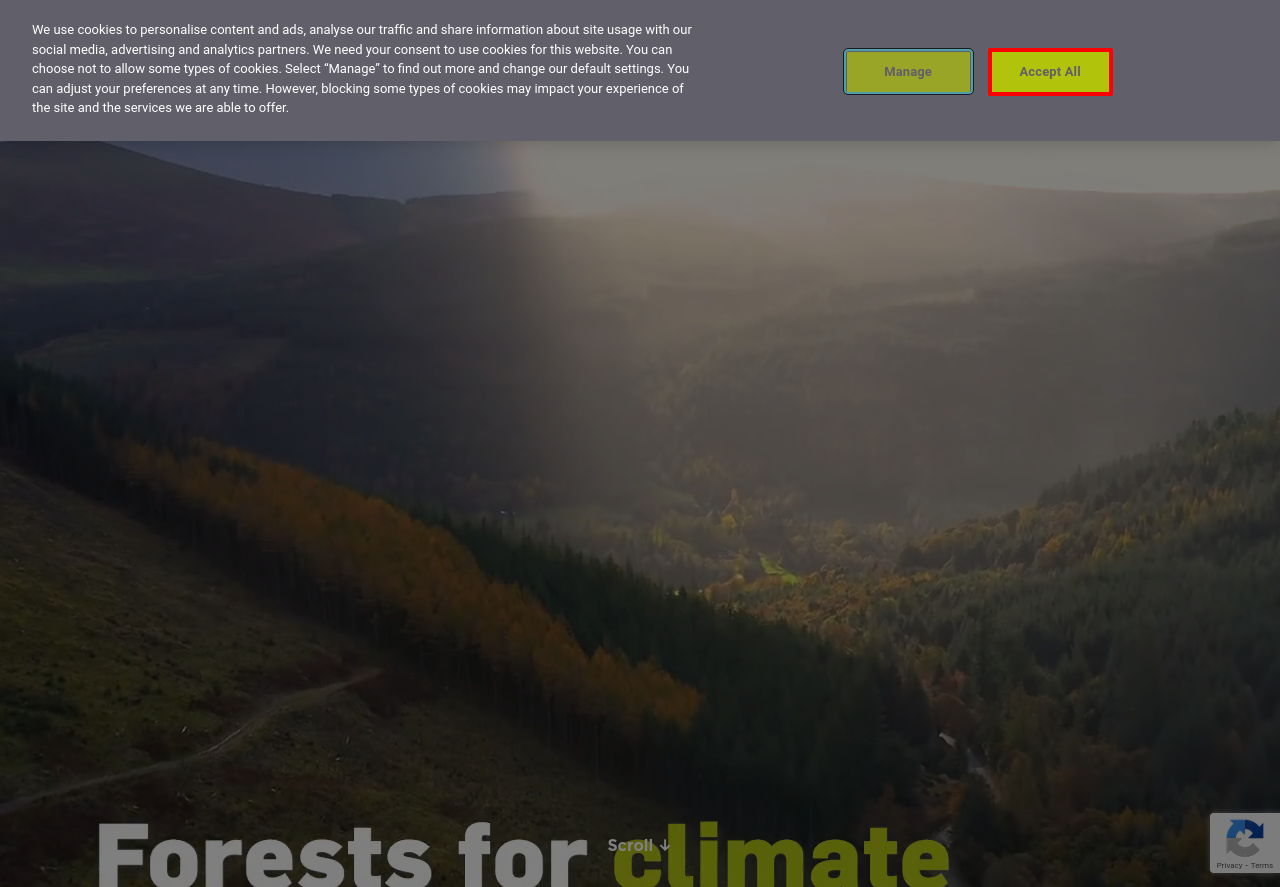 We use cookies to personalise content and ads, analyse our traffic and share information about site usage with our
social media, advertising and analytics partners. We need your consent to use cookies for this website. You can
choose not to allow some types of cookies. Select “Manage” to find out more and change our default settings. You
can adjust your preferences at any time. However, blocking some types of cookies may impact your experience of
the site and the services we are able to offer.
Manage
Accept All
Forests for climate
Scroll ↓
Privacy - Terms